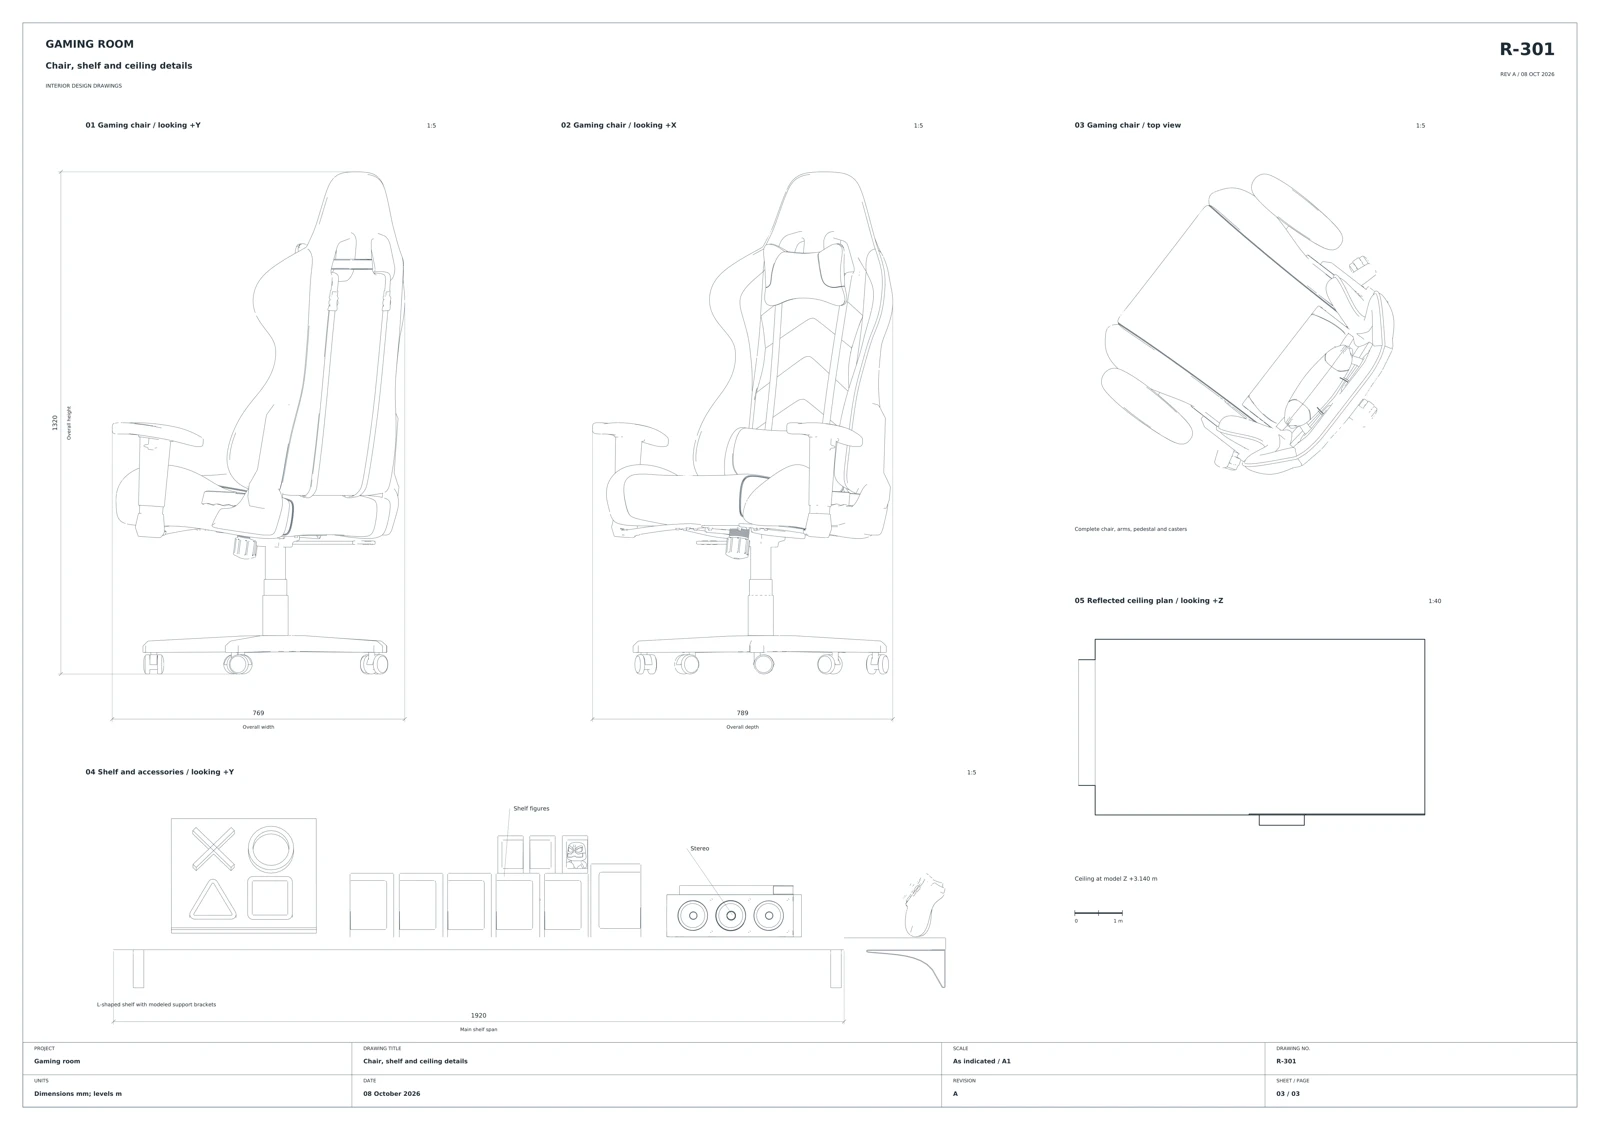 GAMING ROOM
Chair, shelf and ceiling details
INTERIOR DESIGN DRAWINGS
R-301
REV A / 08 OCT 2026
01 Gaming chair / looking +Y
1:5
02 Gaming chair / looking +X
1:5
03 Gaming chair / top view
1:5
1320
Overall height
769
Overall width
789
Overall depth
Complete chair, arms, pedestal and casters
05 Reflected ceiling plan / looking +Z
1:40
Ceiling at model Z +3.140 m
0
1 m
04 Shelf and accessories / looking +Y
1:5
Shelf figures
Stereo
L-shaped shelf with modeled support brackets
1920
Main shelf span
PROJECT
Gaming room
DRAWING TITLE
Chair, shelf and ceiling details
SCALE
As indicated / A1
DRAWING NO.
R-301
UNITS
Dimensions mm; levels m
DATE
08 October 2026
REVISION
A
SHEET / PAGE
03 / 03